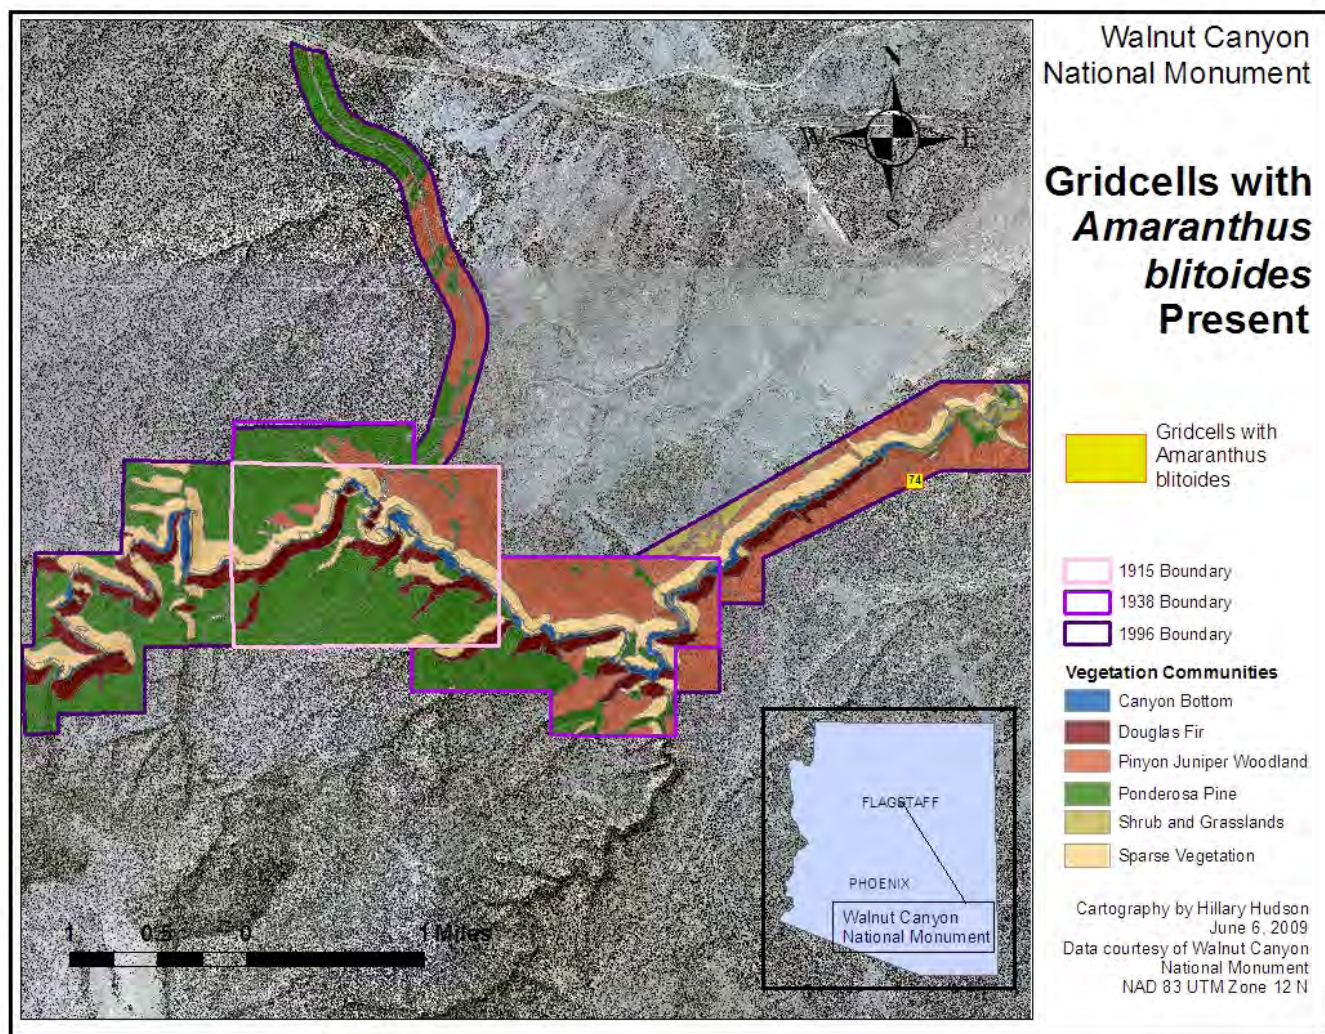 Walnut Canyon
National Monument
N
W
E
S
Gridcells with
Amaranthus
blitoides
Present
Gridcells with
Amaranthus
blitoides
74
1915 Boundary
1938 Boundary
1996 Boundary
Vegetation Communities
Canyon Bottom
Douglas Fir
Pinyon Juniper Woodland
Ponderosa Pine
Shrub and Grasslands
Sparse Vegetation
FLAGSTAFF
PHOENIX
Walnut Canyon
National Monument
1 0.5 0 1 Miles
Cartography by Hillary Hudson
June 6, 2009
Data courtesy of Walnut Canyon
National Monument
NAD 83 UTM Zone 12 N